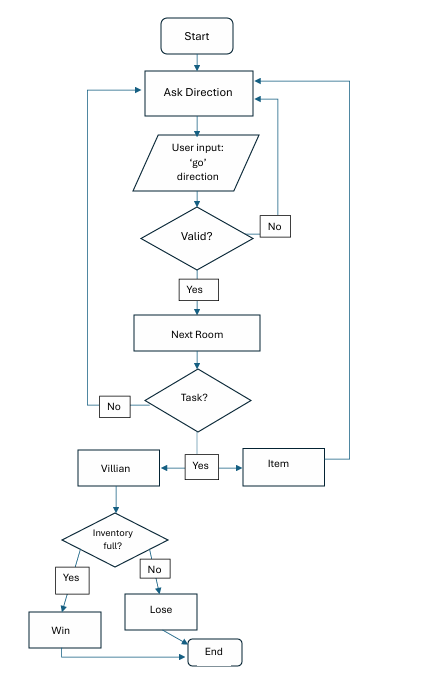 Start
Ask Direction
User input:
‘go’
direction
Valid?
No
Yes
Next Room
Task?
No
Yes
Villian
Item
Inventory
full?
Yes
No
Win
Lose
End